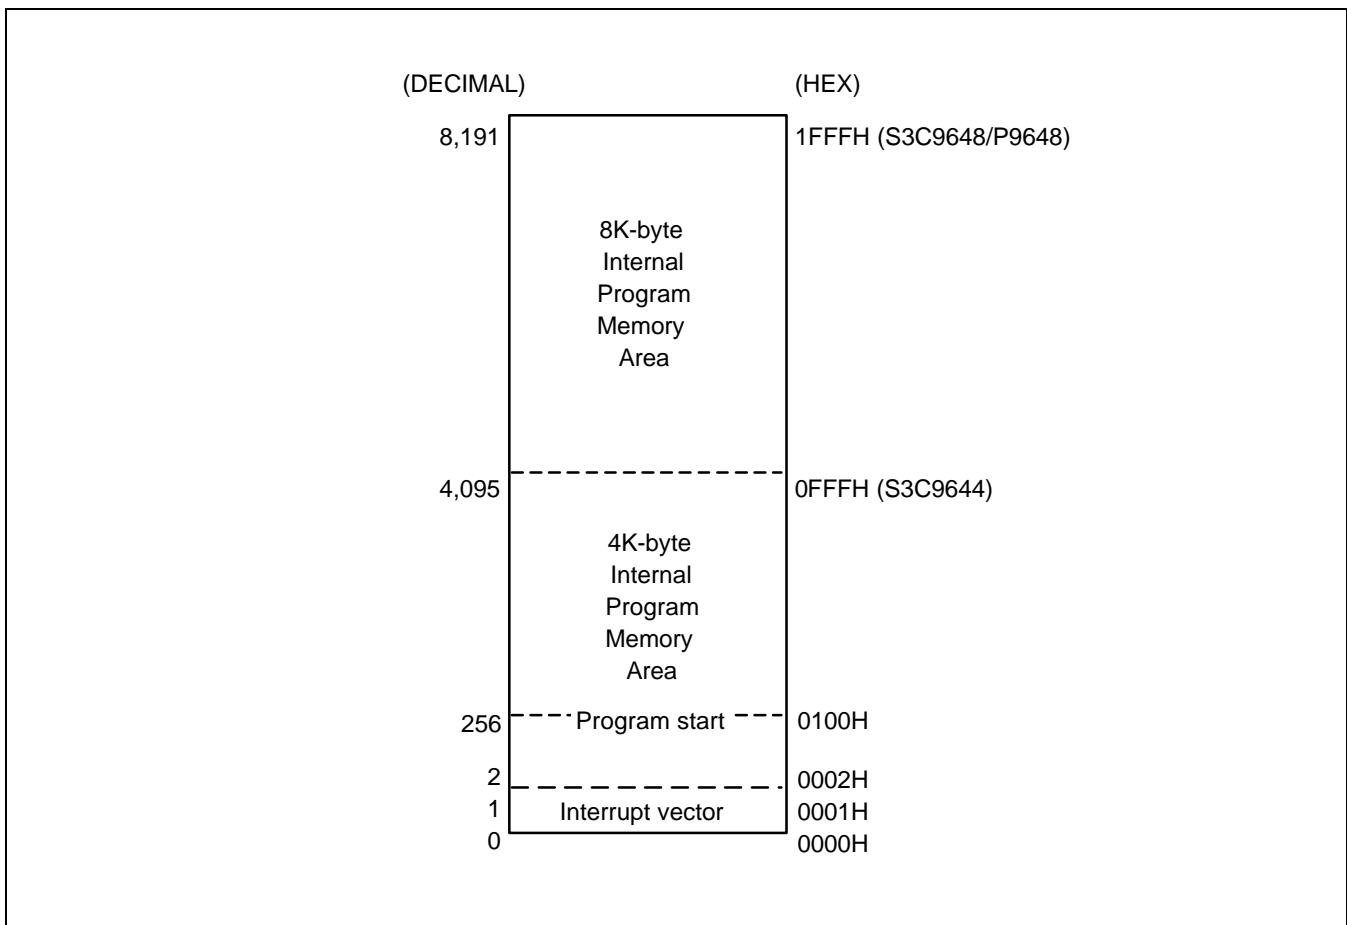 (DECIMAL) (HEX)
8,191 1FFFH (S3C9648/P9648)
8K-byte
Internal
Program
Memory
Area
4,095 0FFFH (S3C9644)
4K-byte
Internal
Program
Memory
Area
256 Program start 0100H
2 0002H
1 Interrupt vector 0001H
0 0000H